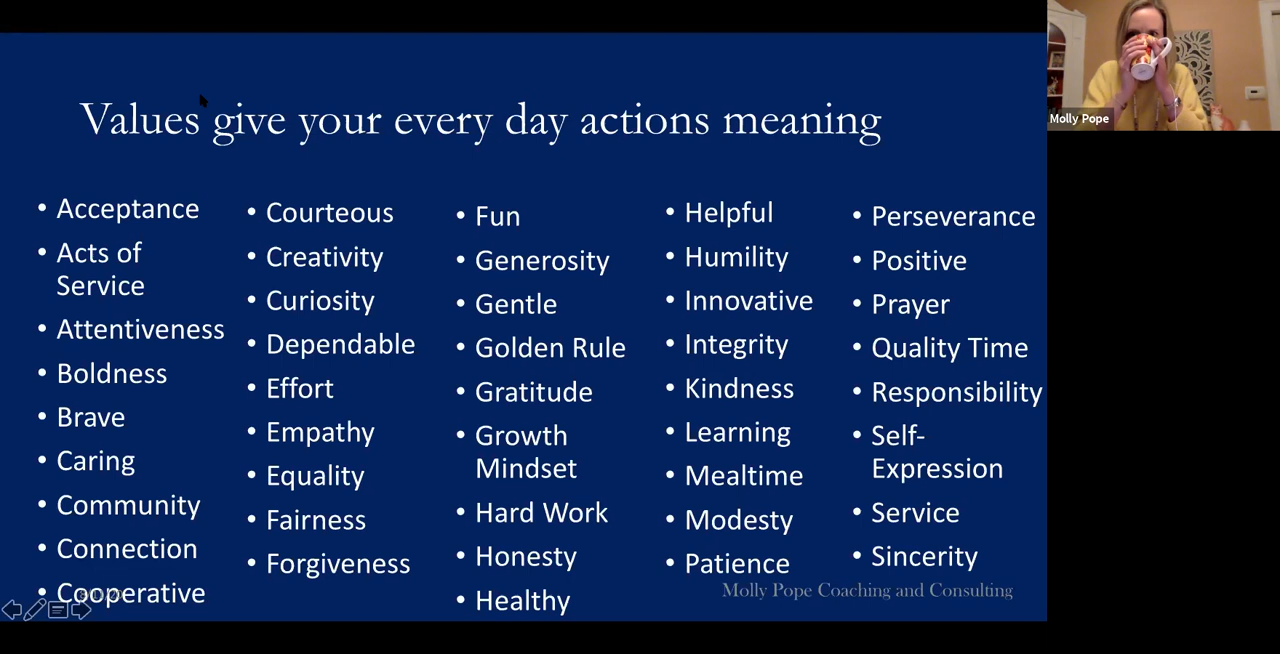 Values give your every day actions meaning
• Acceptance
• Acts of
Service
• Attentiveness
• Boldness
• Brave
• Caring
• Community
• Connection
• Cooperative
• Courteous
• Creativity
• Curiosity
• Dependable
• Effort
• Empathy
• Equality
• Fairness
• Forgiveness
• Fun
• Generosity
• Gentle
• Golden Rule
• Gratitude
• Growth
Mindset
• Hard Work
• Honesty
• Healthy
• Helpful
• Humility
• Innovative
• Integrity
• Kindness
• Learning
• Mealtime
• Modesty
• Patience
• Perseverance
• Positive
• Prayer
• Quality Time
• Responsibility
• Self-
Expression
• Service
• Sincerity
Molly Pope Coaching and Consulting
Molly Pope